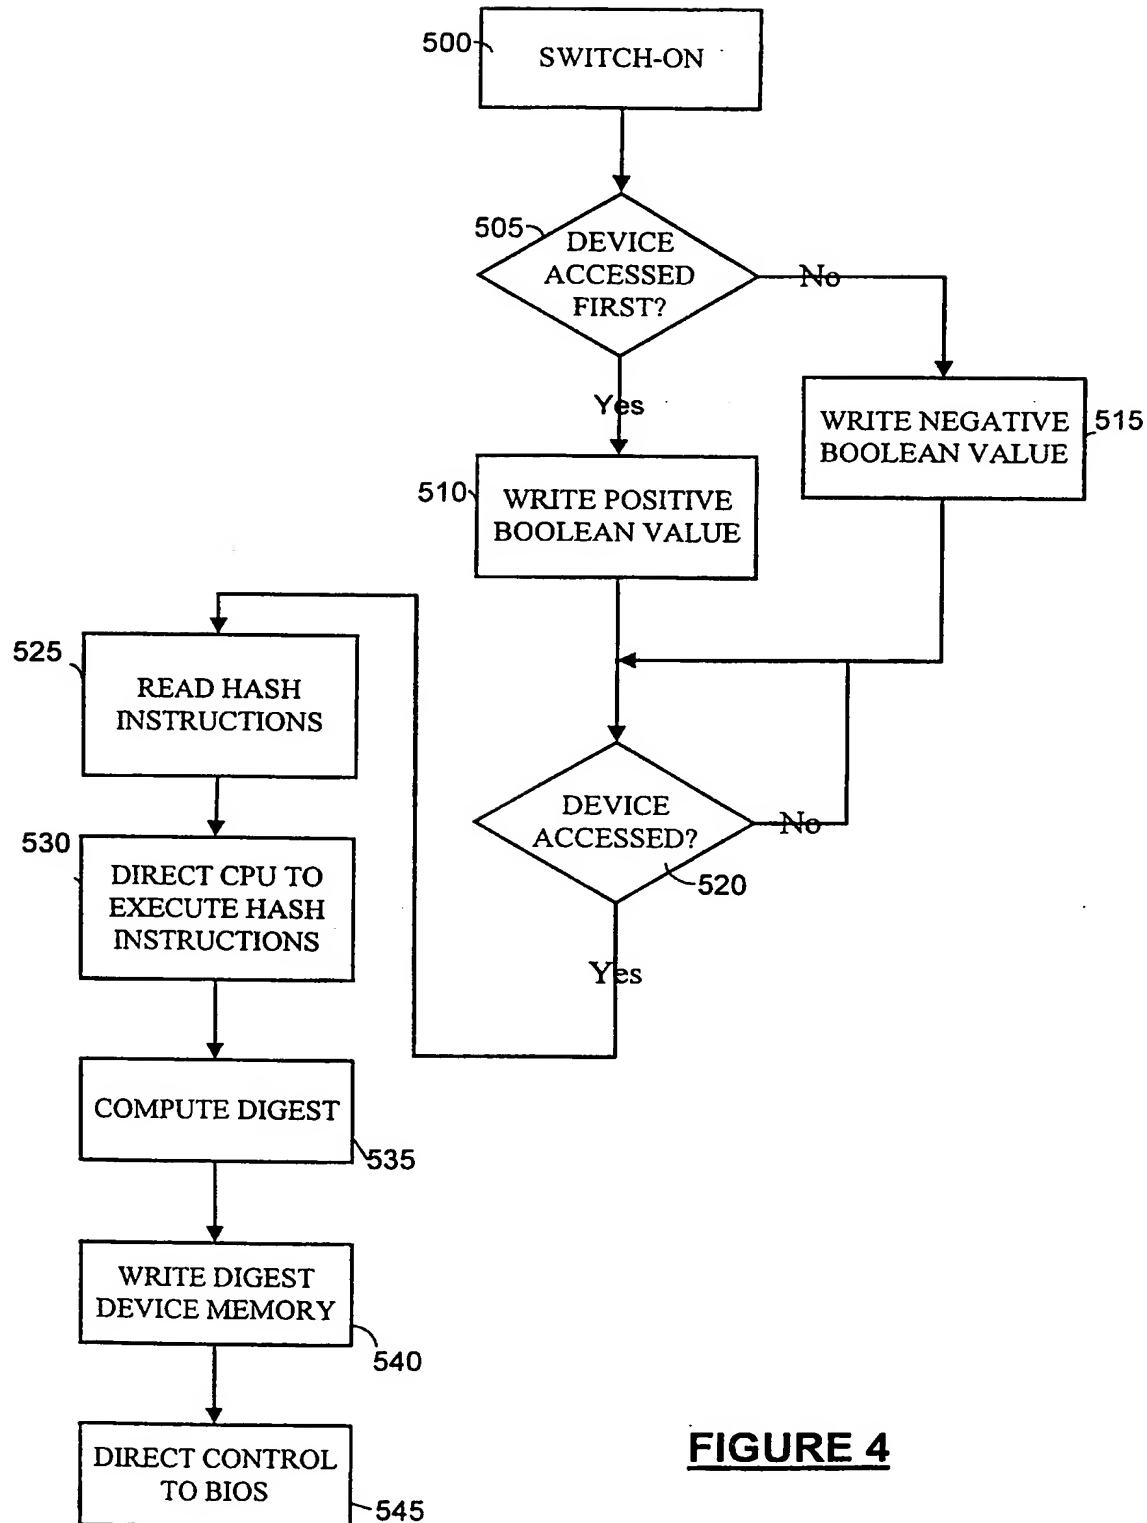 500
SWITCH-ON
505
DEVICE
ACCESSED
FIRST?
No
Yes
WRITE NEGATIVE
BOOLEAN VALUE
515
510
WRITE POSITIVE
BOOLEAN VALUE
525
READ HASH
INSTRUCTIONS
DEVICE
ACCESSED?
No
520
Yes
530
DIRECT CPU TO
EXECUTE HASH
INSTRUCTIONS
COMPUTE DIGEST
535
WRITE DIGEST
DEVICE MEMORY
540
DIRECT CONTROL
TO BIOS
545
FIGURE 4